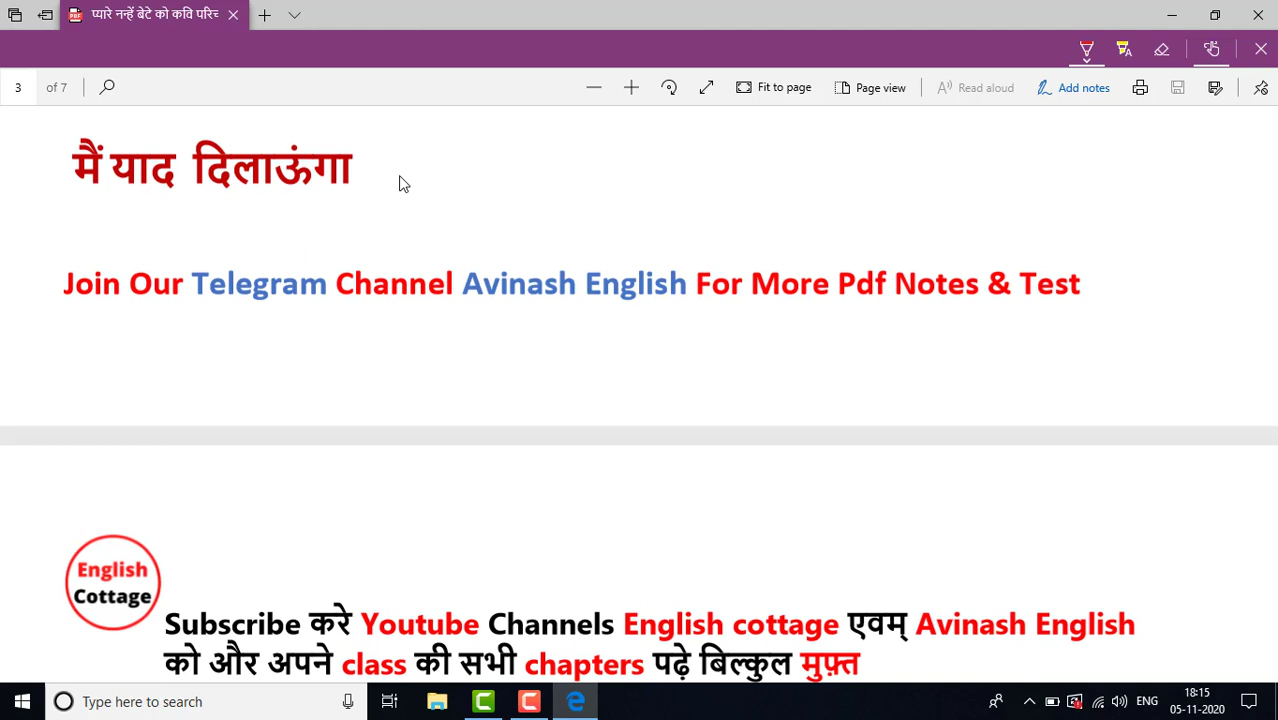 प्यारे नन्हें बेटे को कवि परिच
3 of 7 Fit to page Page view Read aloud Add notes
मैं याद दिलाऊंगा
Join Our Telegram Channel Avinash English For More Pdf Notes & Test
English
Cottage
Subscribe करे Youtube Channels English cottage एवम् Avinash English
को और अपने class की सभी chapters पढ़े बिल्कुल मुफ़्त
Type here to search ENG 18:15
05-11-2020